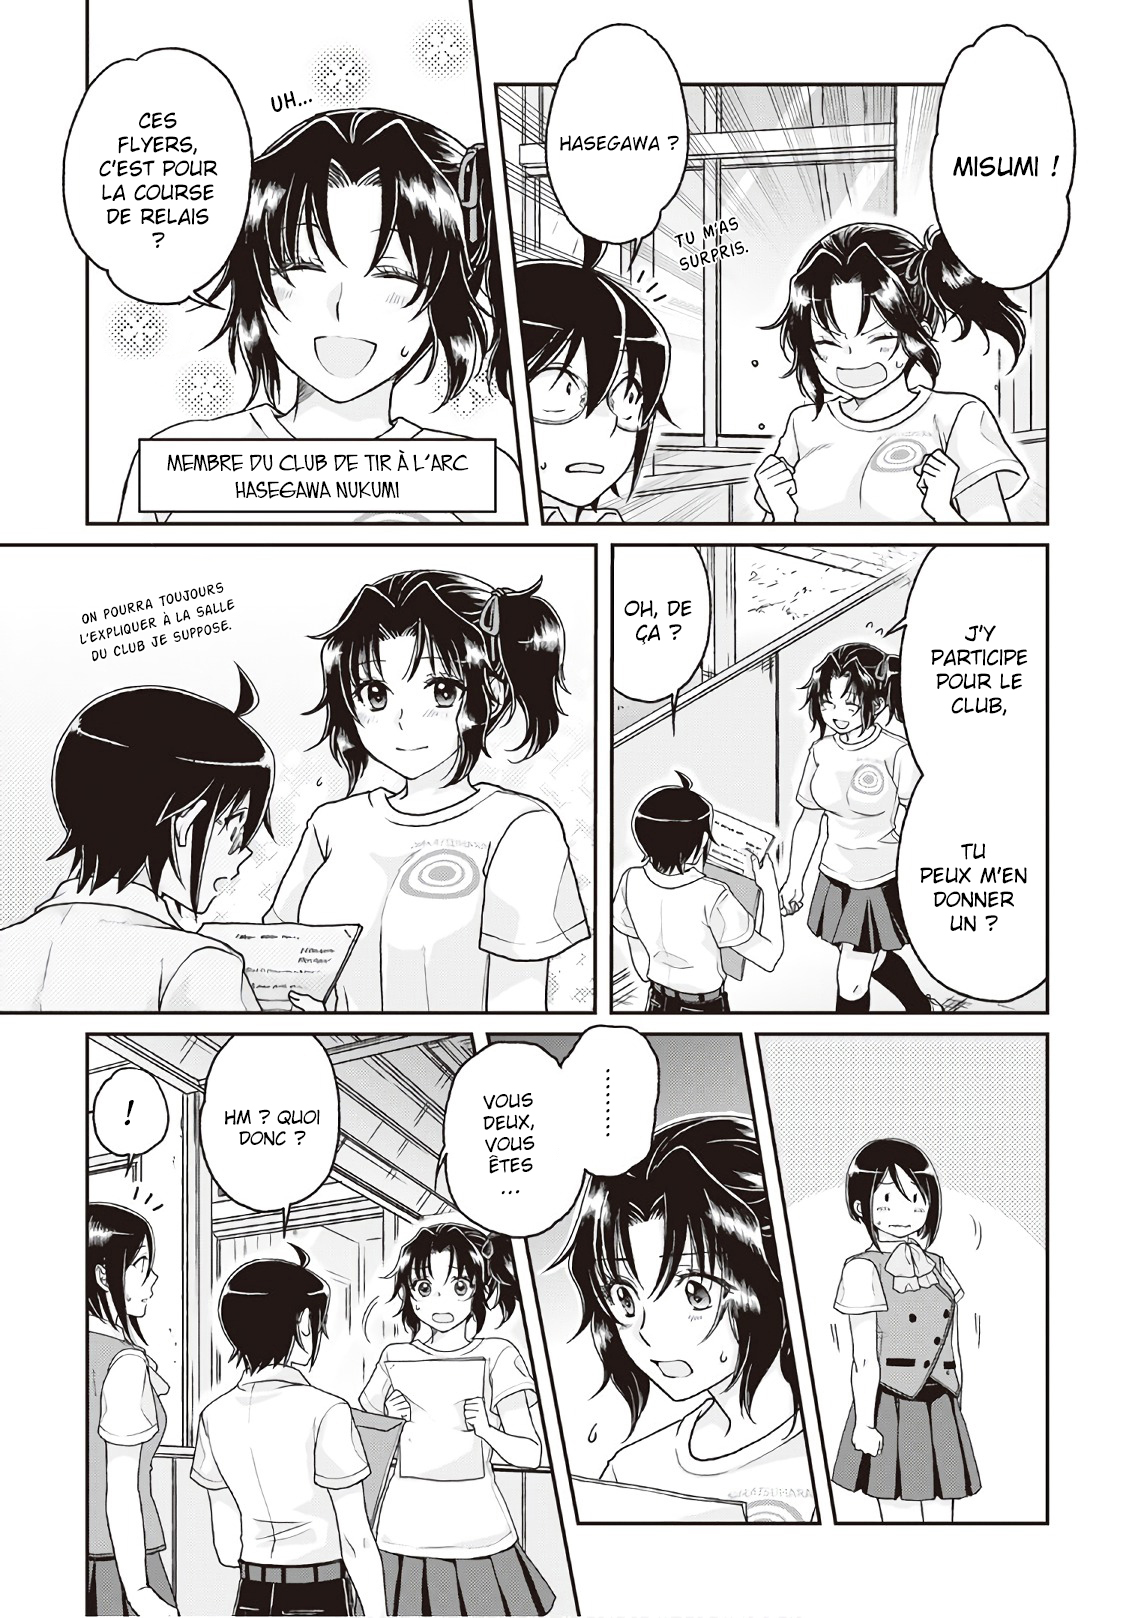 MISUMI !
HASEGAWA ?
TU M'AS
SURPRIS.
UH...
CES
FLYERS,
C'EST POUR
LA COURSE
DE RELAIS
?
MEMBRE DU CLUB DE TIR À L'ARC
HASEGAWA NUKUMI
J'Y
PARTICIPE
POUR LE
CLUB,
OH, DE
ÇA ?
TU
PEUX M'EN
DONNER
UN ?
ON POURRA TOUJOURS
L'EXPLIQUER À LA SALLE
DU CLUB JE SUPPOSE.
..........
VOUS
DEUX,
VOUS
ÊTES
...
HM ? QUOI
DONC ?
!